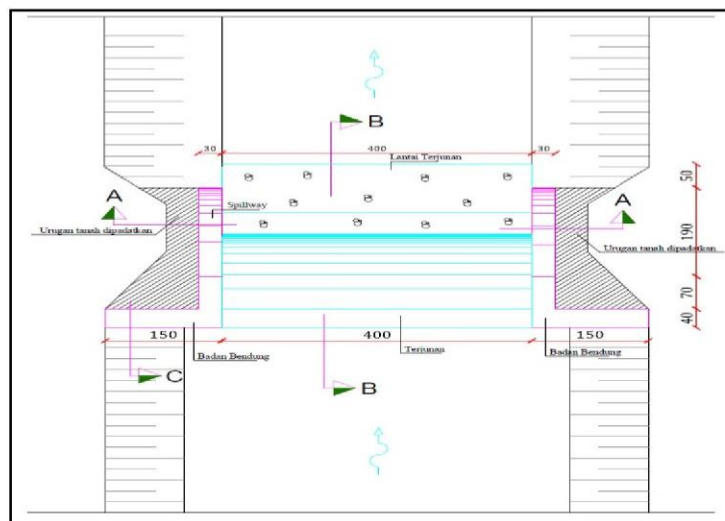 B
30
400
30
Lantai Terjunan
50
A
Spillway
A
Urugan tanah dipadatkan
Urugan tanah dipadatkan
190
70
40
150
400
150
C
Badan Bendung
Terjunan
Badan Bendung
B